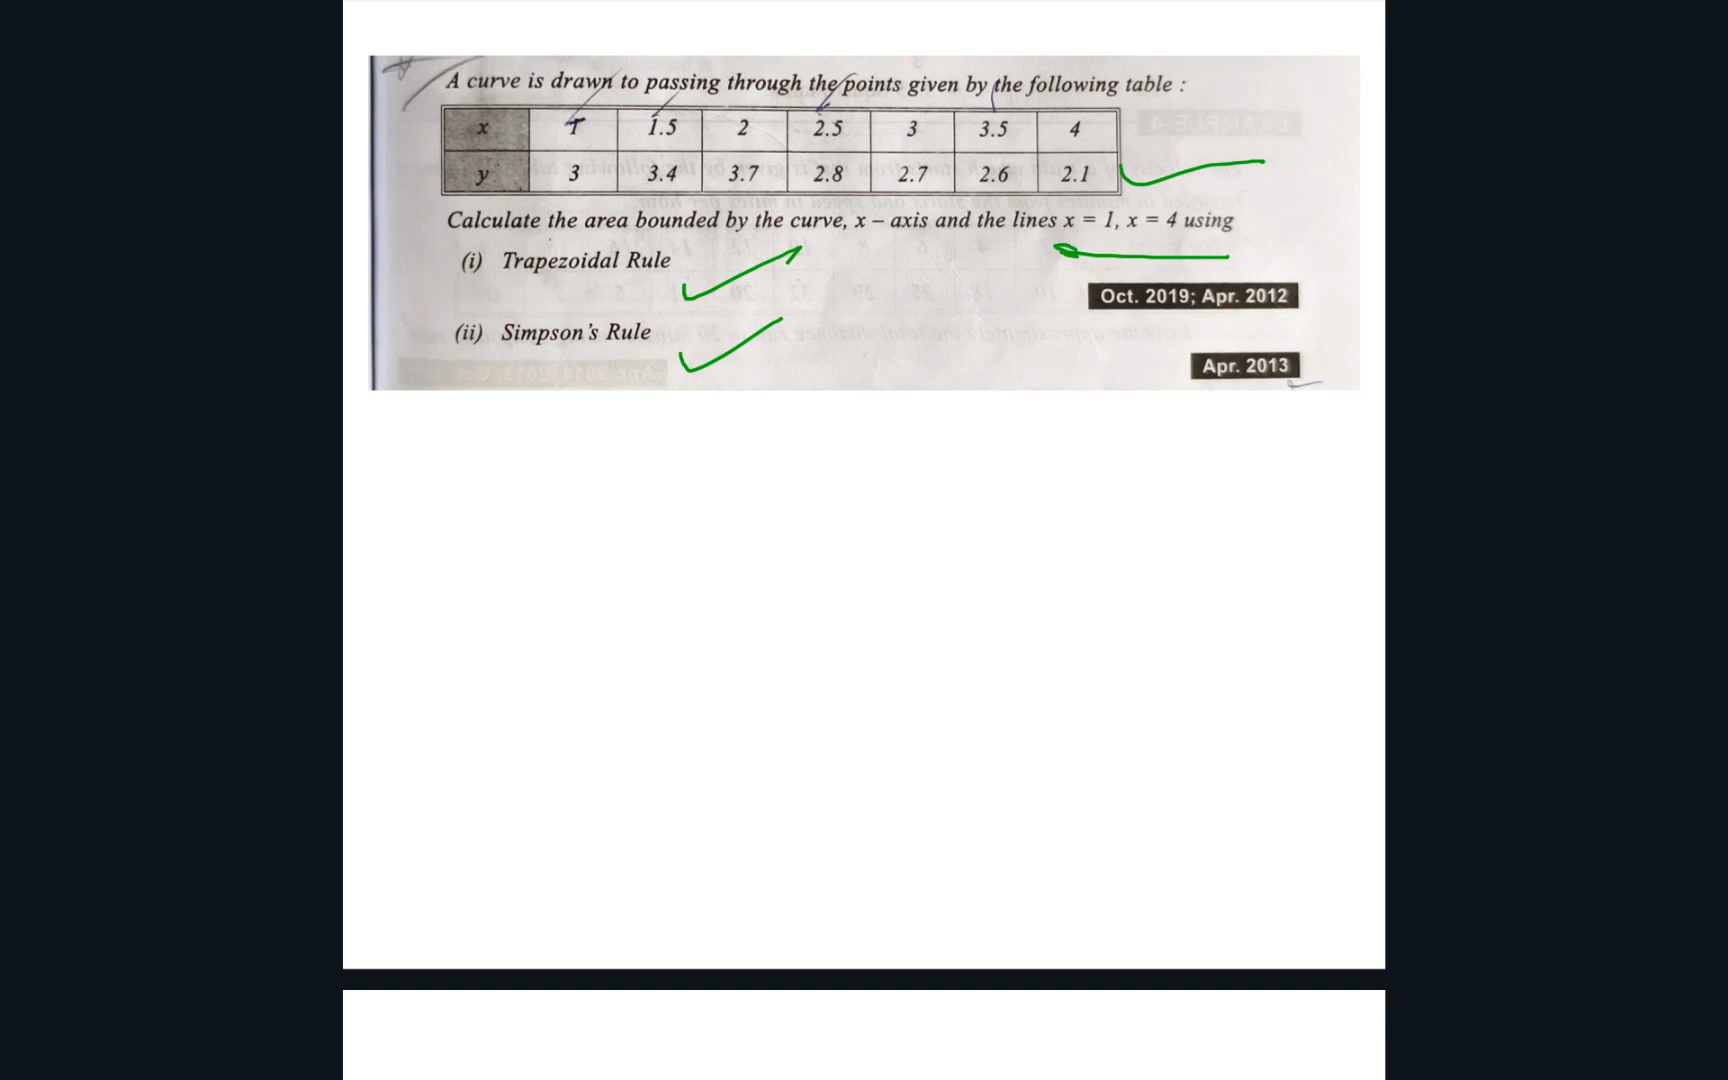 A curve is drawn to passing through the points given by the following table :
x 1 1.5 2 2.5 3 3.5 4
y 3 3.4 3.7 2.8 2.7 2.6 2.1
Calculate the area bounded by the curve, x – axis and the lines x = 1, x = 4 using
(i) Trapezoidal Rule
Oct. 2019; Apr. 2012
(ii) Simpson's Rule
Apr. 2013